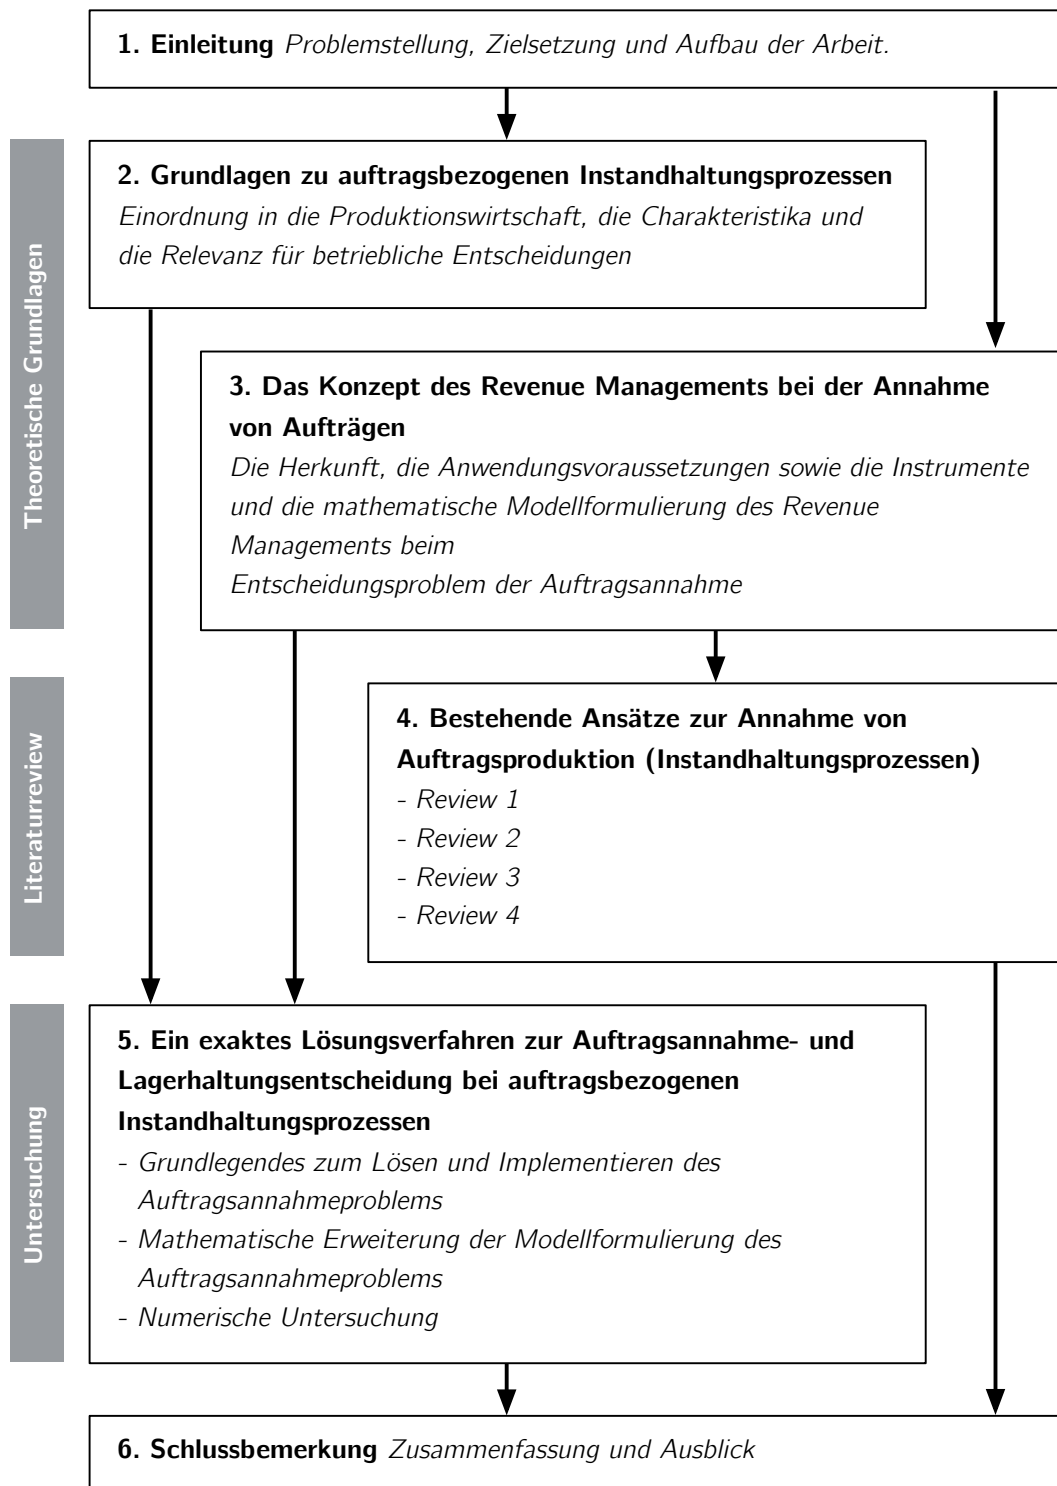 1. Einleitung Problemstellung, Zielsetzung und Aufbau der Arbeit.
Theoretische Grundlagen
2. Grundlagen zu auftragsbezogenen Instandhaltungsprozessen
Einordnung in die Produktionswirtschaft, die Charakteristika und
die Relevanz für betriebliche Entscheidungen
3. Das Konzept des Revenue Managements bei der Annahme
von Aufträgen
Die Herkunft, die Anwendungsvoraussetzungen sowie die Instrumente
und die mathematische Modellformulierung des Revenue
Managements beim
Entscheidungsproblem der Auftragsannahme
Literaturreview
4. Bestehende Ansätze zur Annahme von
Auftragsproduktion (Instandhaltungsprozessen)
- Review 1
- Review 2
- Review 3
- Review 4
Untersuchung
5. Ein exaktes Lösungsverfahren zur Auftragsannahme- und
Lagerhaltungsentscheidung bei auftragsbezogenen
Instandhaltungsprozessen
- Grundlegendes zum Lösen und Implementieren des
Auftragsannahmeproblems
- Mathematische Erweiterung der Modellformulierung des
Auftragsannahmeproblems
- Numerische Untersuchung
6. Schlussbemerkung Zusammenfassung und Ausblick